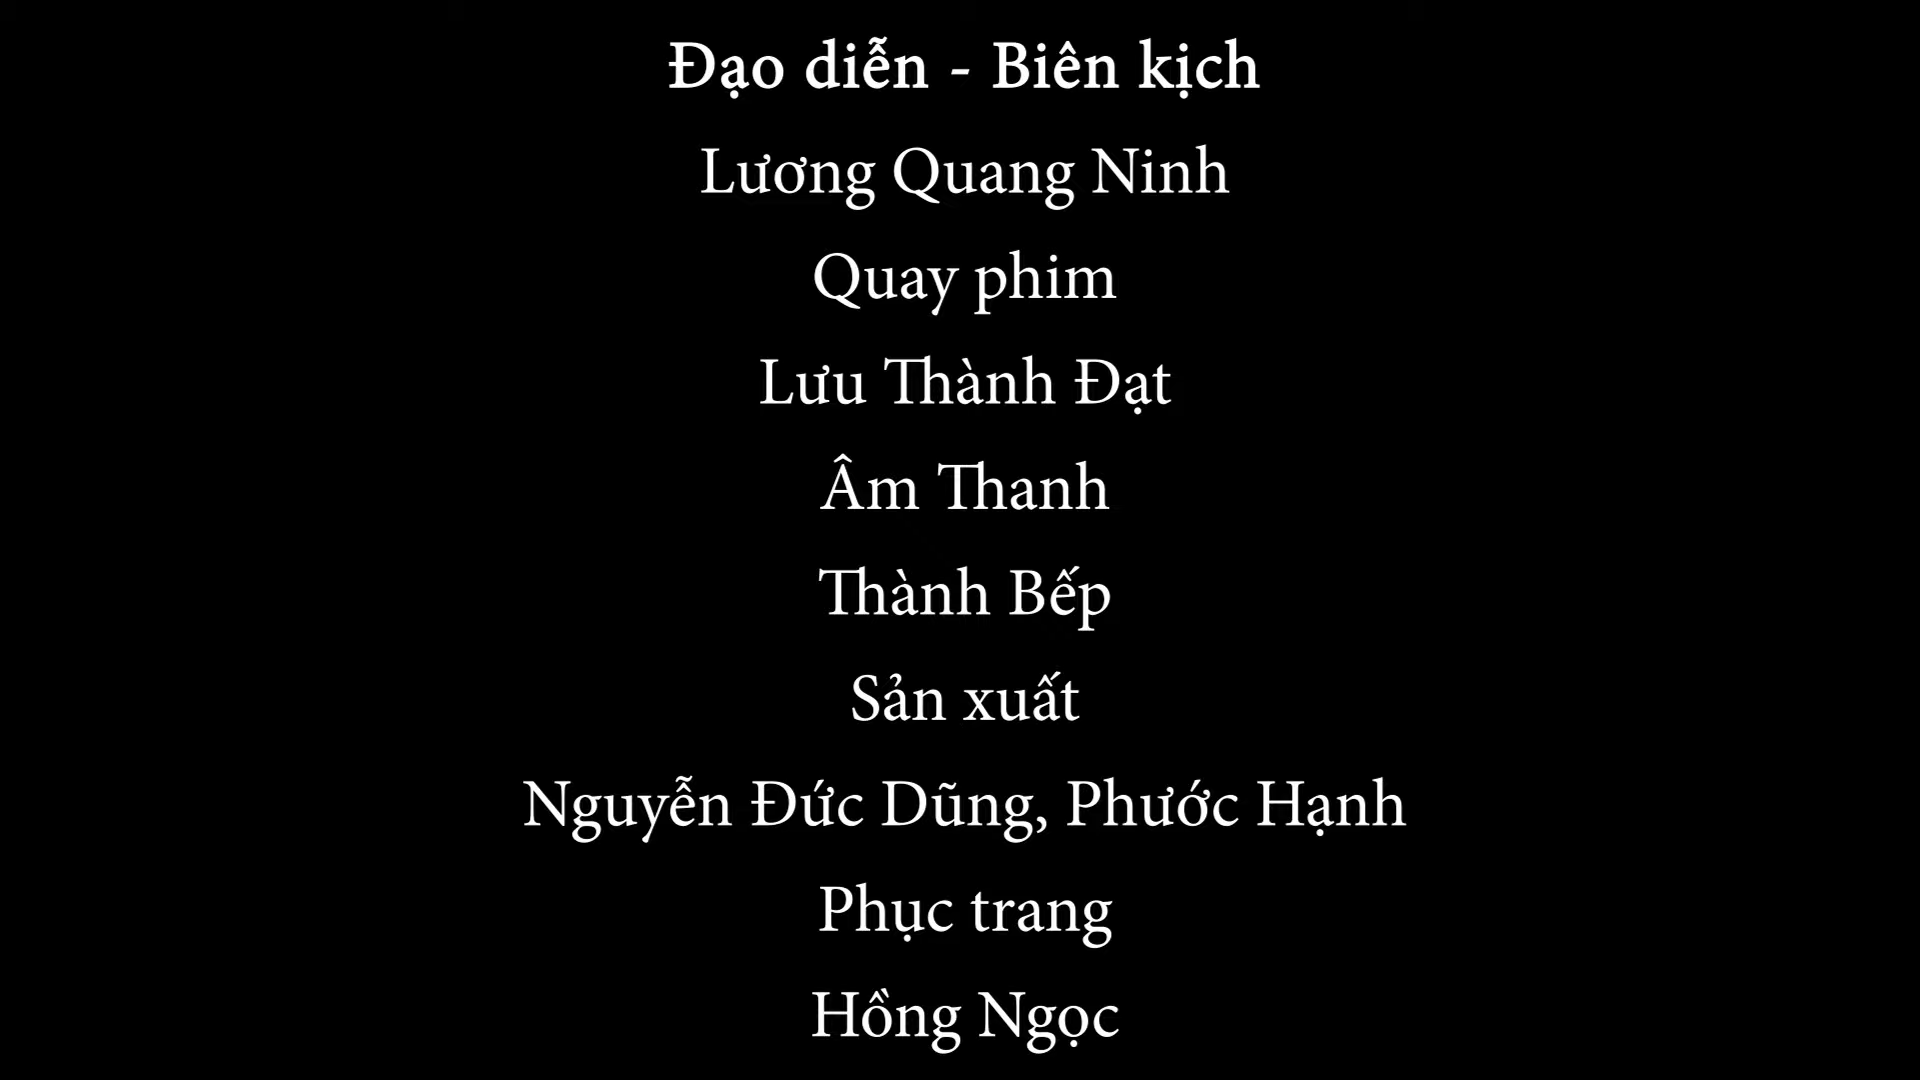 Đạo diễn - Biên kịch
Lương Quang Ninh
Quay phim
Lưu Thành Đạt
Âm Thanh
Thành Bếp
Sản xuất
Nguyễn Đức Dũng, Phước Hạnh
Phục trang
Hồng Ngọc